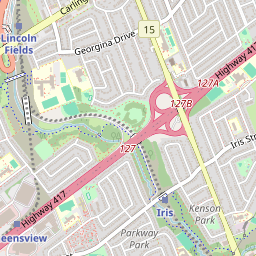 Carling
Lincoln
Fields
Georgina Drive
15
127A
Highway 417
127B
127
Iris
Highway 417
Iris
Kenson
Park
Parkway
Park
eensview